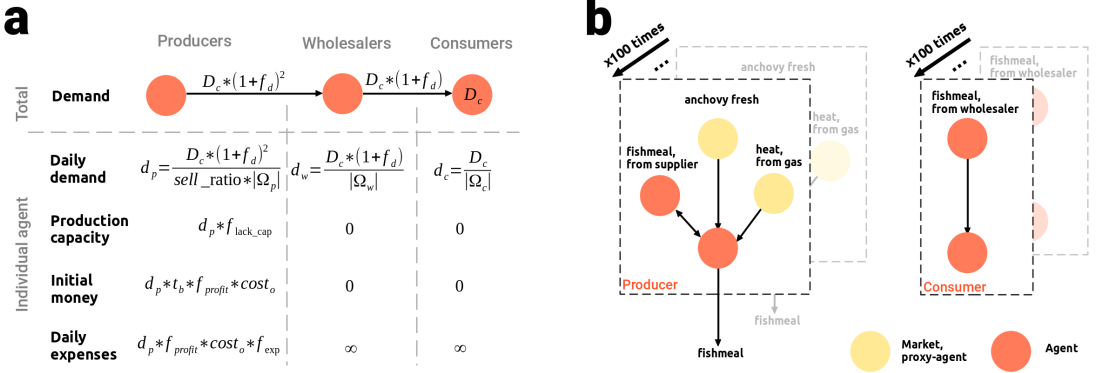 a
Producers
Wholesalers
Consumers
Total
Demand
D_c*(1+f_d)^2
D_c*(1+f_d)
D_c
Individual agent
Daily
demand
d_p=D_c*(1+f_d)^2/sell_ratio*|Ω_p|
d_w=D_c*(1+f_d)/|Ω_w|
d_c=D_c/|Ω_c|
Production
capacity
d_p*f_lack_cap
0
0
Initial
money
d_p*t_b*f_profit*cost_o
0
0
Daily
expenses
d_p*f_profit*cost_o*f_exp
∞
∞
b
x100 times
...
anchovy fresh
anchovy fresh
heat,
from gas
fishmeal,
from supplier
heat,
from gas
Producer
fishmeal
fishmeal
x100 times
...
fishmeal,
from wholesaler
fishmeal,
from wholesaler
Consumer
Market,
proxy-agent
Agent